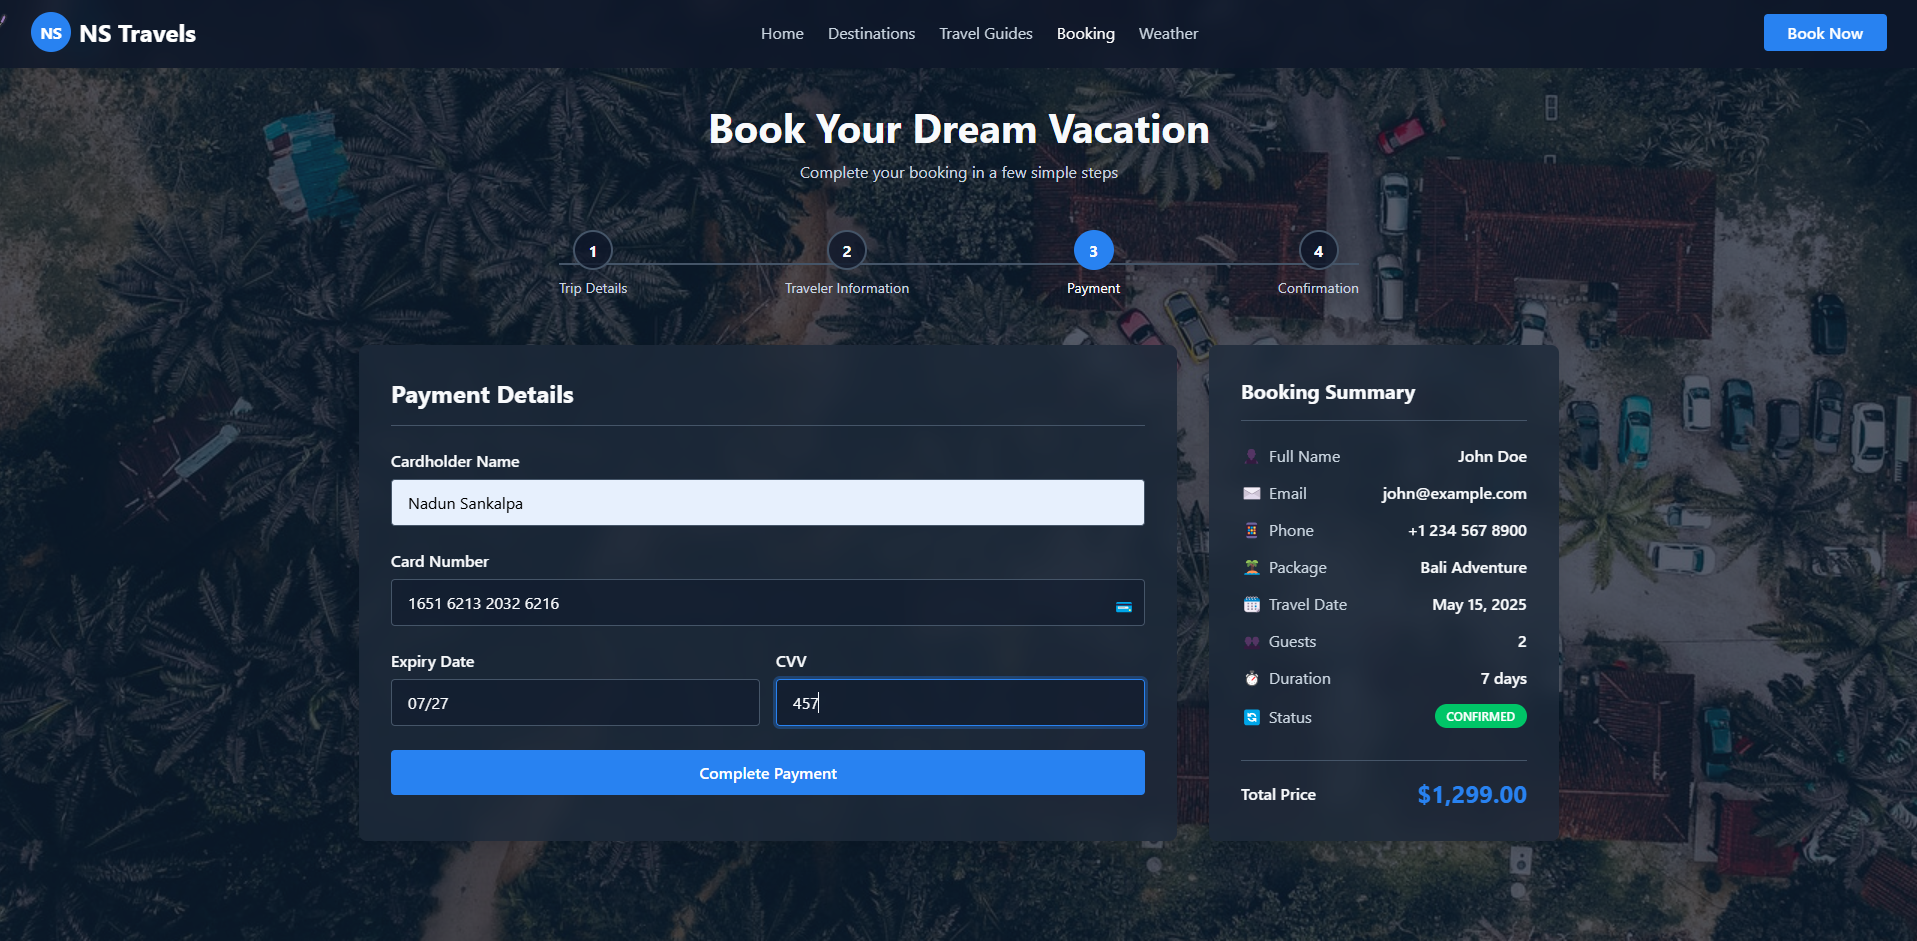 NS NS Travels
Home Destinations Travel Guides Booking Weather
Book Now
Book Your Dream Vacation
Complete your booking in a few simple steps
1 2 3 4
Trip Details Traveler Information Payment Confirmation
Payment Details
Cardholder Name
Nadun Sankalpa
Card Number
1651 6213 2032 6216
Expiry Date CVV
07/27 457
Complete Payment
Booking Summary
Full Name John Doe
Email john@example.com
Phone +1 234 567 8900
Package Bali Adventure
Travel Date May 15, 2025
Guests 2
Duration 7 days
Status CONFIRMED
Total Price $1,299.00